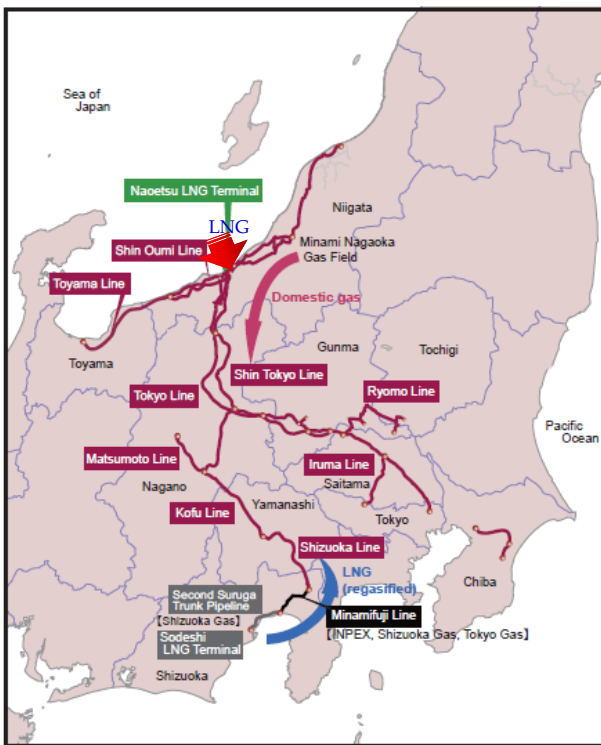 Sea of
Japan
Naoetsu LNG Terminal
Niigata
LNG
Shin Oumi Line
Minami Nagaoka
Gas Field
Toyama Line
Domestic gas
Toyama
Gunma
Tochigi
Shin Tokyo Line
Tokyo Line
Ryomo Line
Pacific
Ocean
Matsumoto Line
Iruma Line
Nagano
Saitama
Kofu Line
Yamanashi
Tokyo
Shizuoka Line
LNG
(regasified)
Chiba
Second Suruga
Trunk Pipeline
【Shizuoka Gas】
Minamifuji Line
【INPEX, Shizuoka Gas, Tokyo Gas】
Sodeshi
LNG Terminal
Shizuoka